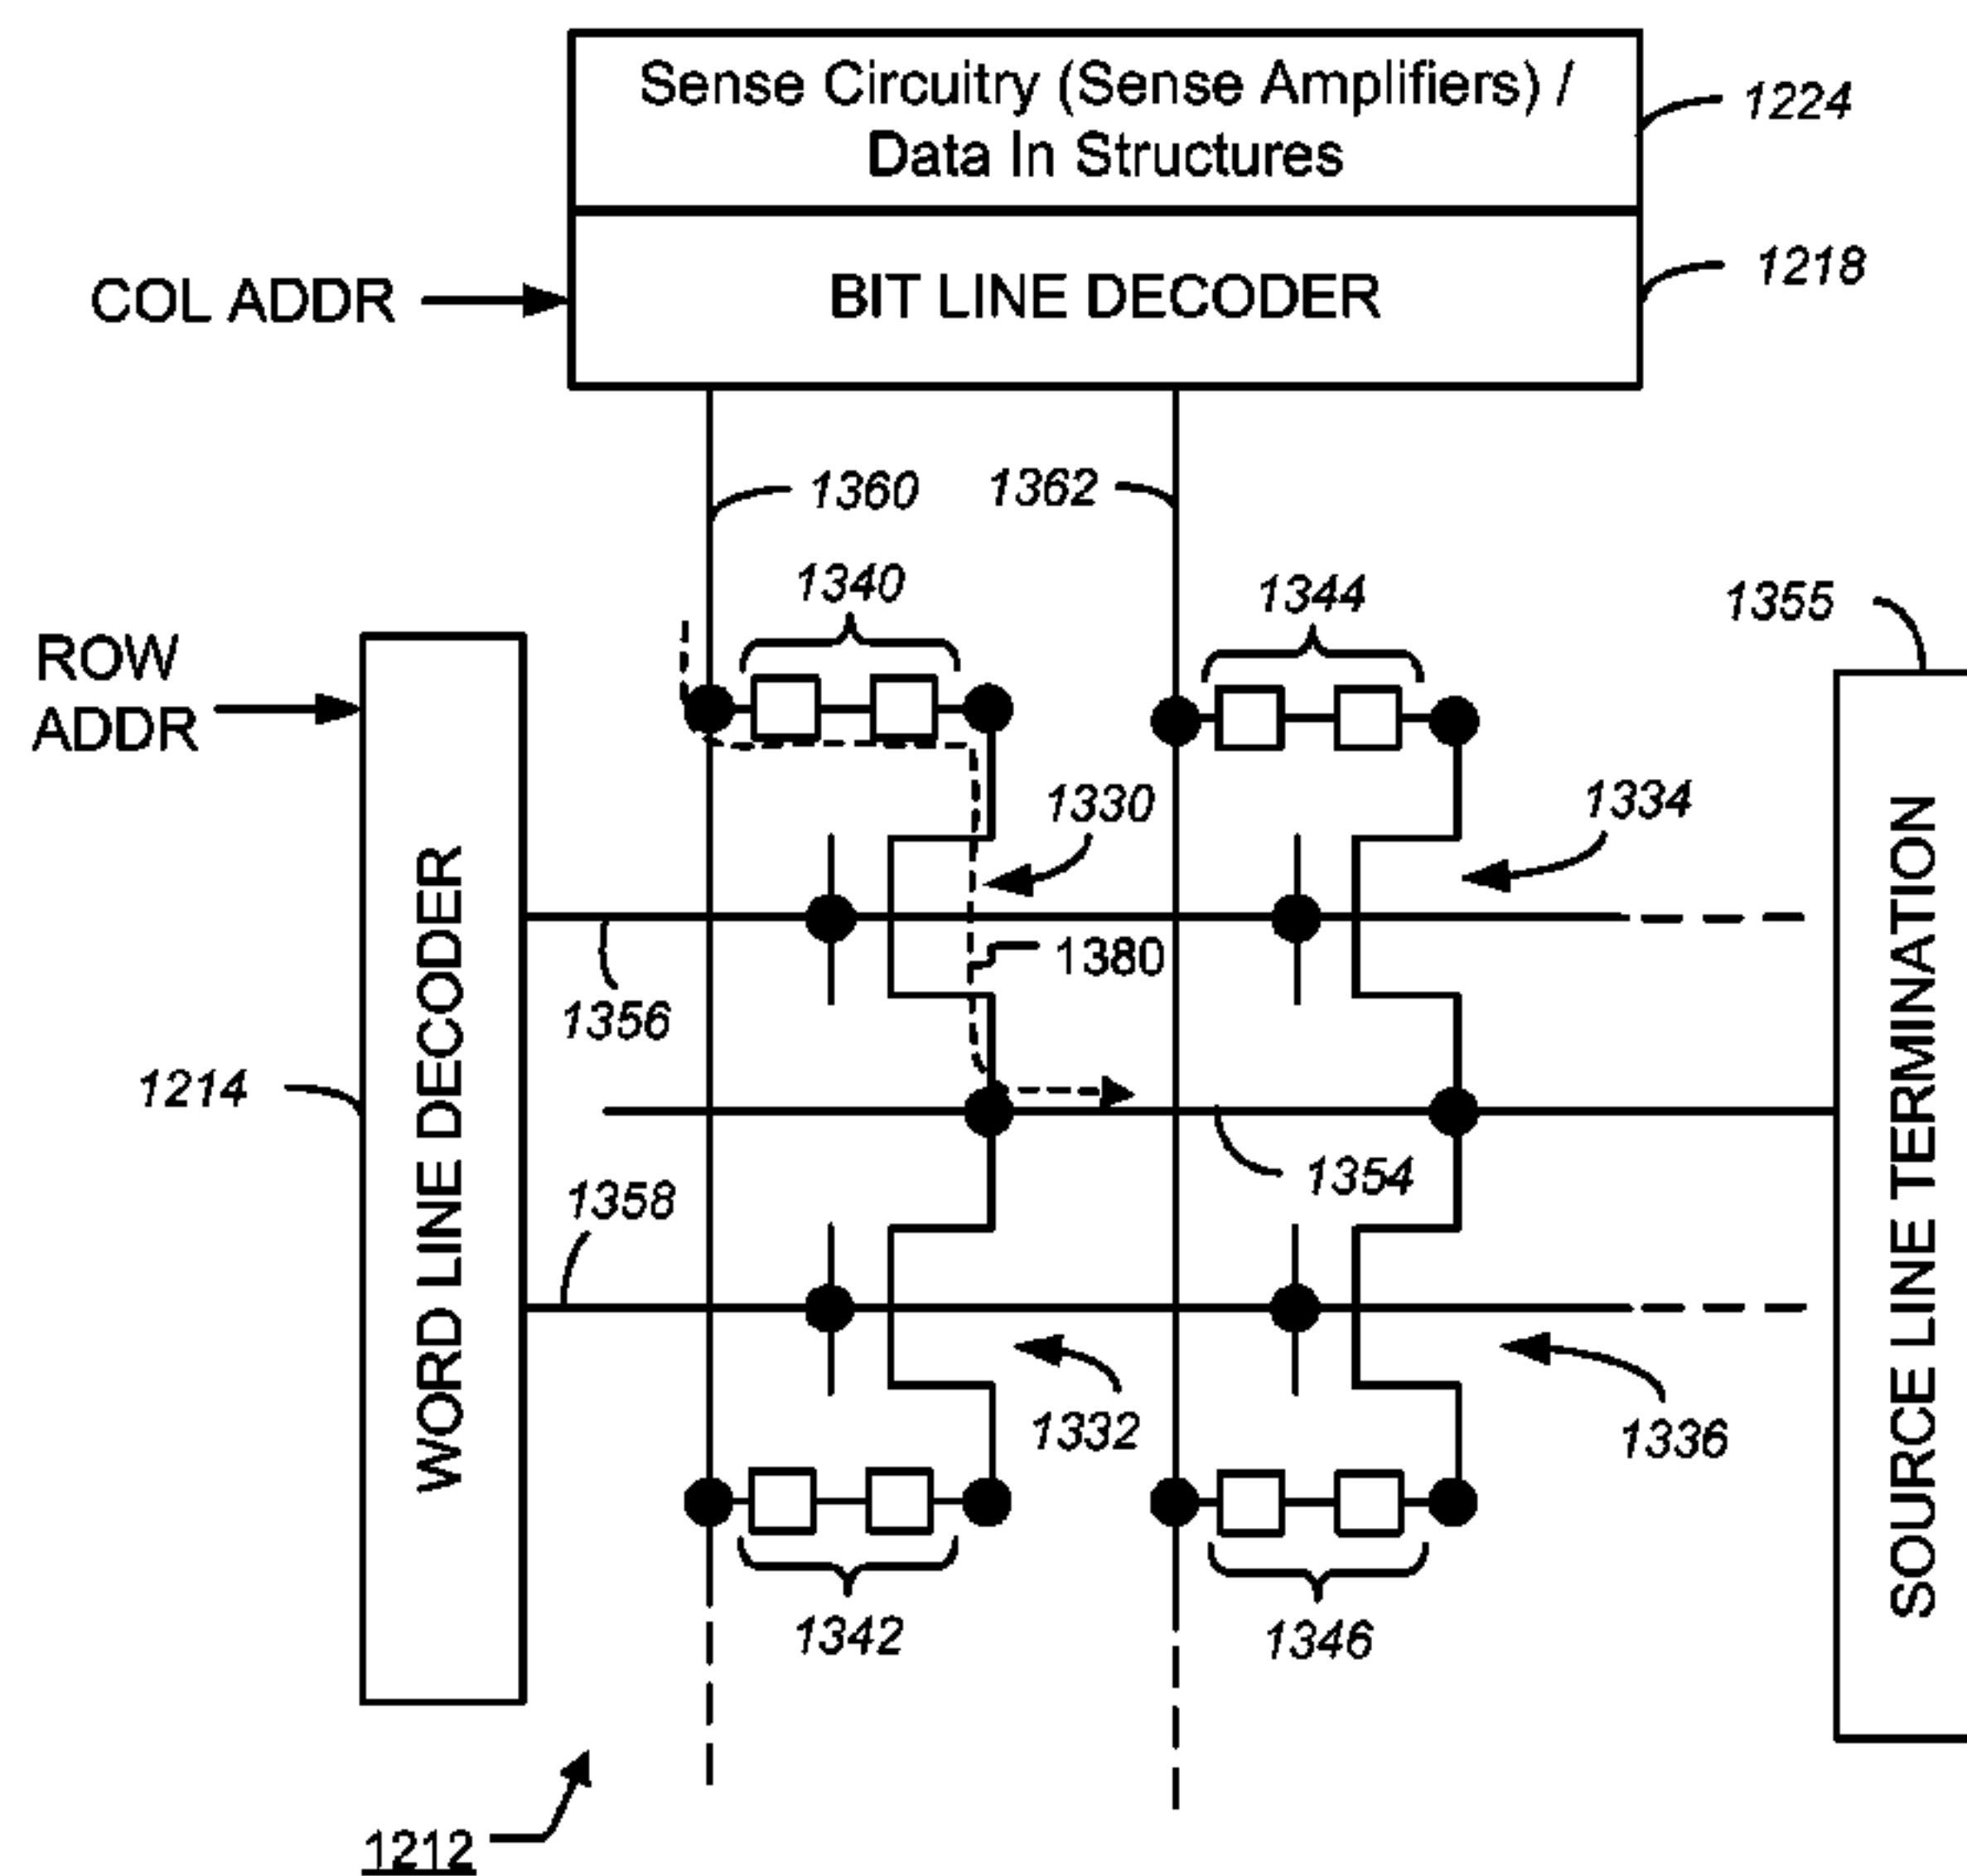 Sense Circuitry (Sense Amplifiers) /
Data In Structures
1224
COL ADDR
BIT LINE DECODER
1218
1360
1362
1340
1344
1355
ROW
ADDR
1330
1334
WORD LINE DECODER
SOURCE LINE TERMINATION
1380
1356
1214
1354
1358
1332
1336
1342
1346
1212